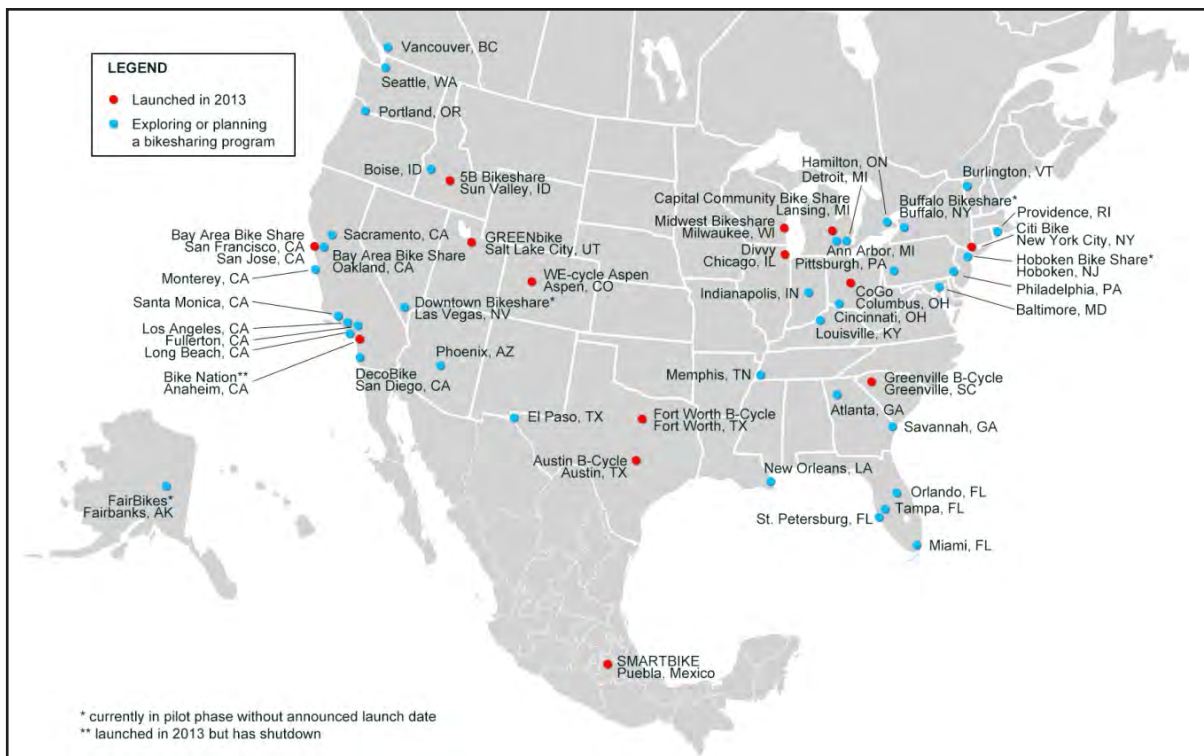 LEGEND
Launched in 2013
Exploring or planning
a bikesharing program
Vancouver, BC
Seattle, WA
Portland, OR
Boise, ID
5B Bikeshare
Sun Valley, ID
Bay Area Bike Share
San Francisco, CA
San Jose, CA
Sacramento, CA
Bay Area Bike Share
Oakland, CA
Monterey, CA
GREENbike
Salt Lake City, UT
WE-cycle Aspen
Aspen, CO
Santa Monica, CA
Los Angeles, CA
Fullerton, CA
Long Beach, CA
Bike Nation**
Anaheim, CA
Downtown Bikeshare*
Las Vegas, NV
DecoBike
San Diego, CA
Phoenix, AZ
El Paso, TX
Fort Worth B-Cycle
Fort Worth, TX
Austin B-Cycle
Austin, TX
Hamilton, ON
Detroit, MI
Capital Community Bike Share
Lansing, MI
Midwest Bikeshare
Milwaukee, WI
Divvy
Chicago, IL
Ann Arbor, MI
Pittsburgh, PA
Indianapolis, IN
CoGo
Columbus, OH
Cincinnati, OH
Louisville, KY
Burlington, VT
Buffalo Bikeshare*
Buffalo, NY
Providence, RI
Citi Bike
New York City, NY
Hoboken Bike Share*
Hoboken, NJ
Philadelphia, PA
Baltimore, MD
Memphis, TN
Greenville B-Cycle
Greenville, SC
Atlanta, GA
Savannah, GA
New Orleans, LA
Orlando, FL
Tampa, FL
St. Petersburg, FL
Miami, FL
FairBikes*
Fairbanks, AK
SMARTBIKE
Puebla, Mexico
* currently in pilot phase without announced launch date
** launched in 2013 but has shutdown